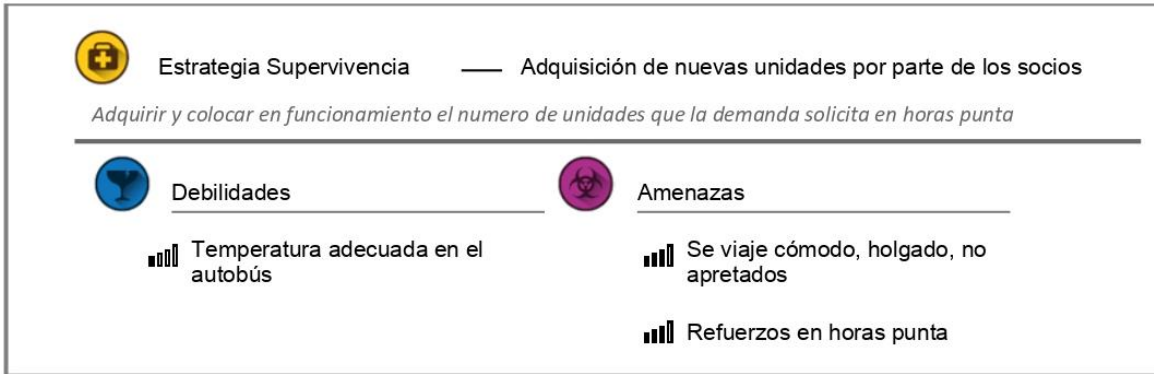 Estrategia Supervivencia — Adquisición de nuevas unidades por parte de los socios
Adquirir y colocar en funcionamiento el numero de unidades que la demanda solicita en horas punta
Debilidades
Amenazas
Temperatura adecuada en el
autobús
Se viaje cómodo, holgado, no
apretados
Refuerzos en horas punta